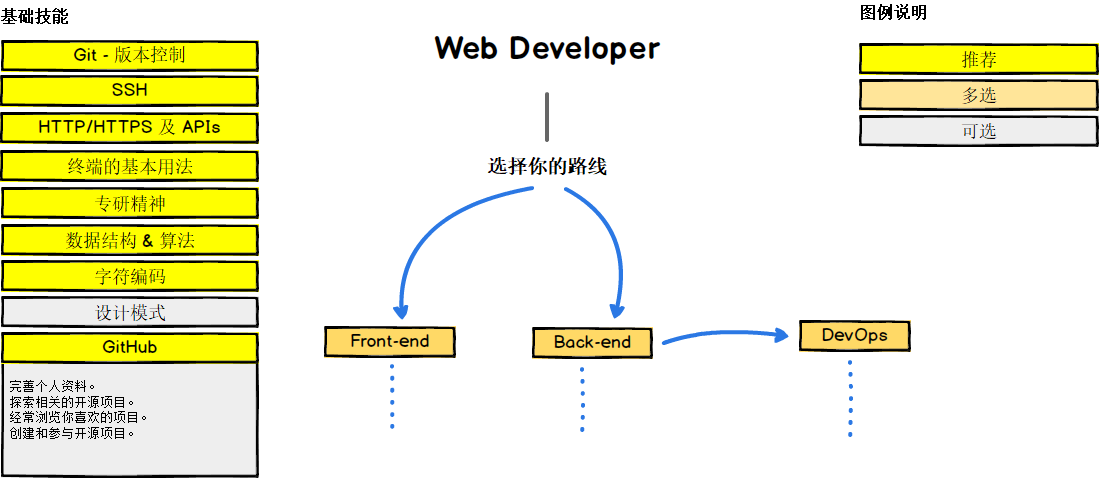 基础技能
Git - 版本控制
SSH
HTTP/HTTPS 及 APIs
终端的基本用法
专研精神
数据结构 & 算法
字符编码
设计模式
GitHub
完善个人资料。
探索相关的开源项目。
经常浏览你喜欢的项目。
创建和参与开源项目。
Web Developer
选择你的路线
Front-end
Back-end
DevOps
图例说明
推荐
多选
可选